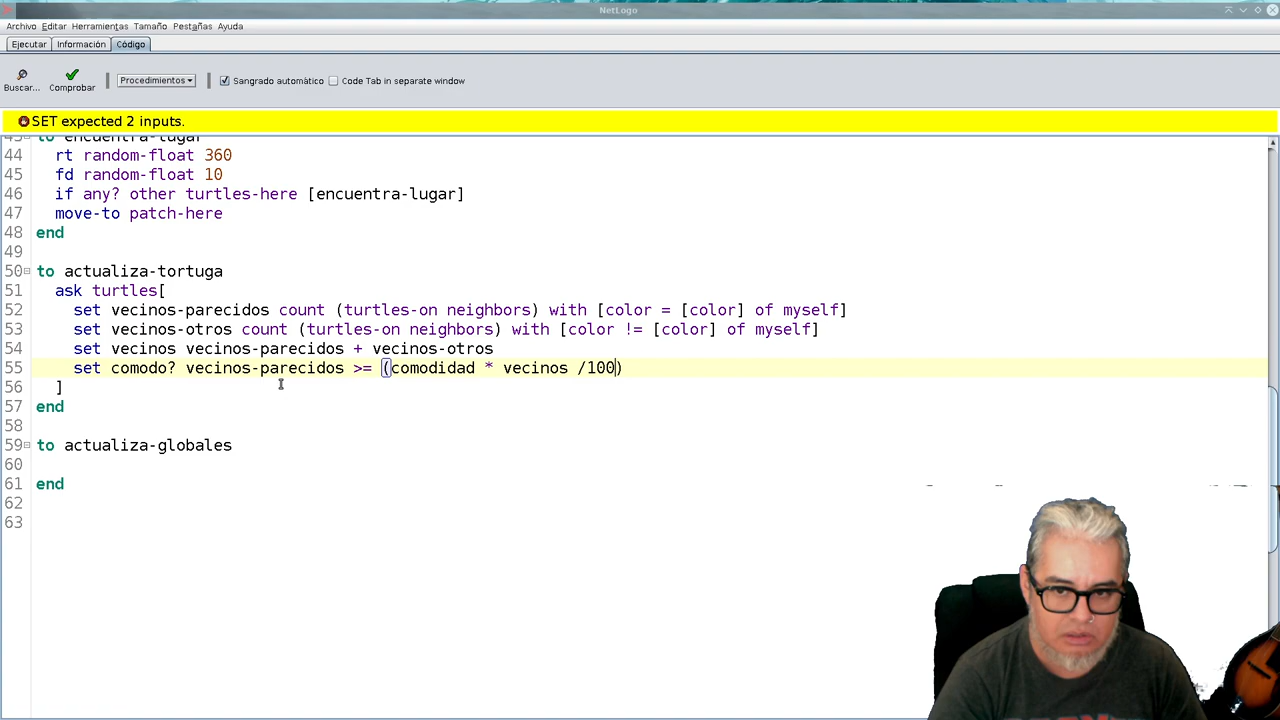 NetLogo
Archivo Editar Herramientas Tamaño Pestañas Ayuda
Ejecutar Información Código
Buscar... Comprobar Procedimientos Sangrado automático Code Tab in separate window
SET expected 2 inputs.
43 to encuentra-lugar
44 rt random-float 360
45 fd random-float 10
46 if any? other turtles-here [encuentra-lugar]
47 move-to patch-here
48 end
49
50 to actualiza-tortuga
51 ask turtles[
52 set vecinos-parecidos count (turtles-on neighbors) with [color = [color] of myself]
53 set vecinos-otros count (turtles-on neighbors) with [color != [color] of myself]
54 set vecinos vecinos-parecidos + vecinos-otros
55 set comodo? vecinos-parecidos >= (comodidad * vecinos /100)
56 ]
57 end
58
59 to actualiza-globales
60
61 end
62
63